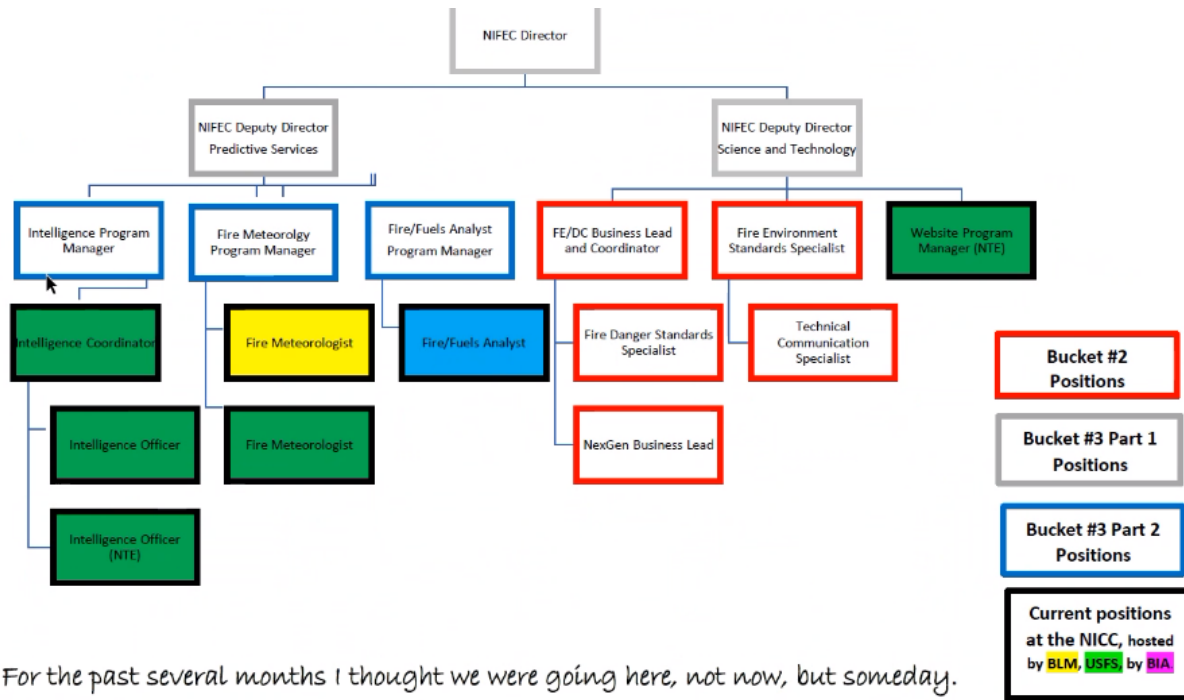 NIFEC Director
NIFEC Deputy Director
Predictive Services
NIFEC Deputy Director
Science and Technology
Intelligence Program
Manager
Fire Meteorolgy
Program Manager
Fire/Fuels Analyst
Program Manager
FE/DC Business Lead
and Coordinator
Fire Environment
Standards Specialist
Website Program
Manager (NTE)
Intelligence Coordinator
Fire Meteorologist
Fire/Fuels Analyst
Fire Danger Standards
Specialist
Technical
Communication
Specialist
Intelligence Officer
Fire Meteorologist
NexGen Business Lead
Intelligence Officer
(NTE)
Bucket #2
Positions
Bucket #3 Part 1
Positions
Bucket #3 Part 2
Positions
Current positions
at the NICC, hosted
by BLM, USFS, by BIA.
For the past several months I thought we were going here, not now, but someday.